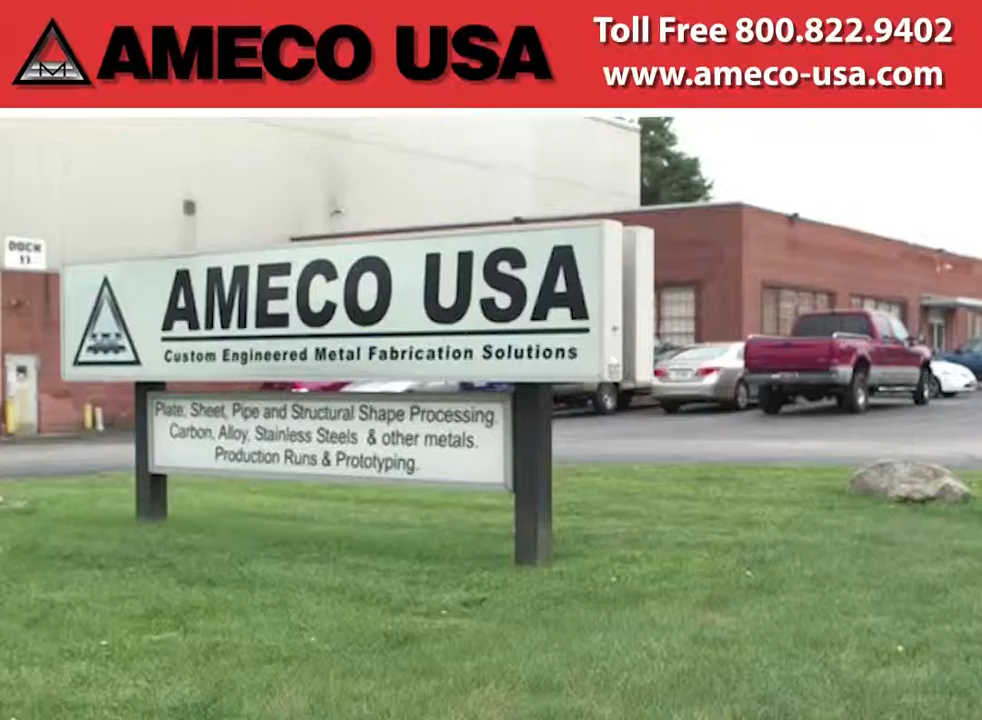 AMECO USA
Toll Free 800.822.9402
www.ameco-usa.com
DOCK
11
AMECO USA
Custom Engineered Metal Fabrication Solutions
Plate, Sheet, Pipe and Structural Shape Processing.
Carbon, Alloy, Stainless Steels & other metals.
Production Runs & Prototyping.